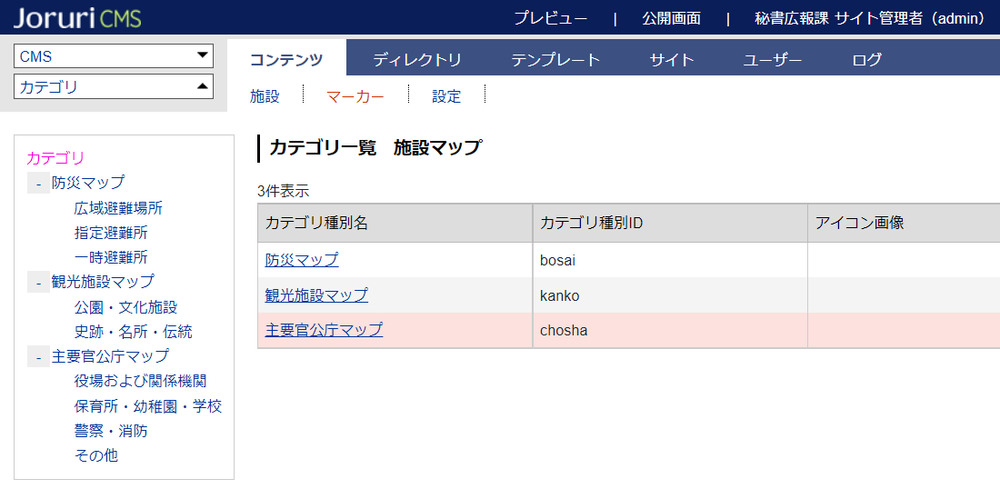 Joruri CMS
プレビュー | 公開画面 | 秘書広報課 サイト管理者（admin）
CMS
カテゴリ
コンテンツ ディレクトリ テンプレート サイト ユーザー ログ
施設 マーカー 設定
カテゴリ
- 防災マップ
広域避難場所
指定避難所
一時避難所
- 観光施設マップ
公園・文化施設
史跡・名所・伝統
- 主要官公庁マップ
役場および関係機関
保育所・幼稚園・学校
警察・消防
その他
カテゴリ一覧 施設マップ
3件表示
カテゴリ種別名 カテゴリ種別ID アイコン画像
防災マップ bosai
観光施設マップ kanko
主要官公庁マップ chosha